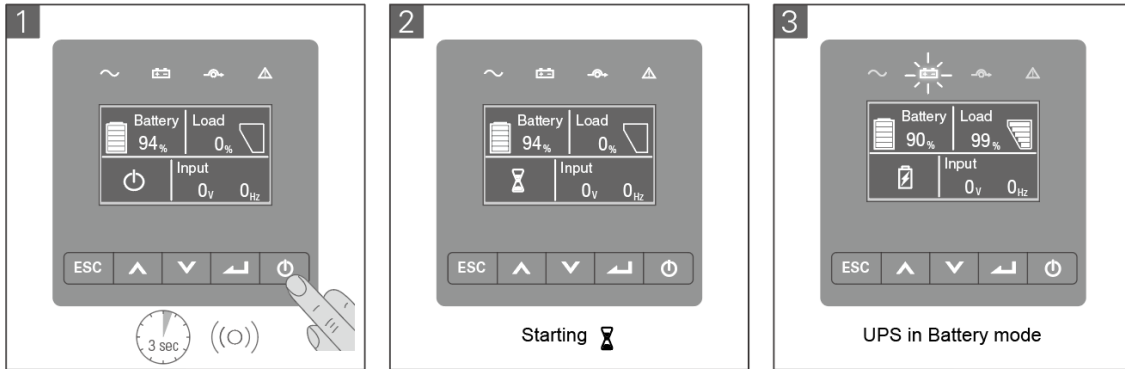 1
Battery Load
94% 0%
Input
0V 0Hz
ESC
3 sec
2
Battery Load
94% 0%
Input
0V 0Hz
ESC
Starting
3
Battery Load
90% 99%
Input
0V 0Hz
ESC
UPS in Battery mode